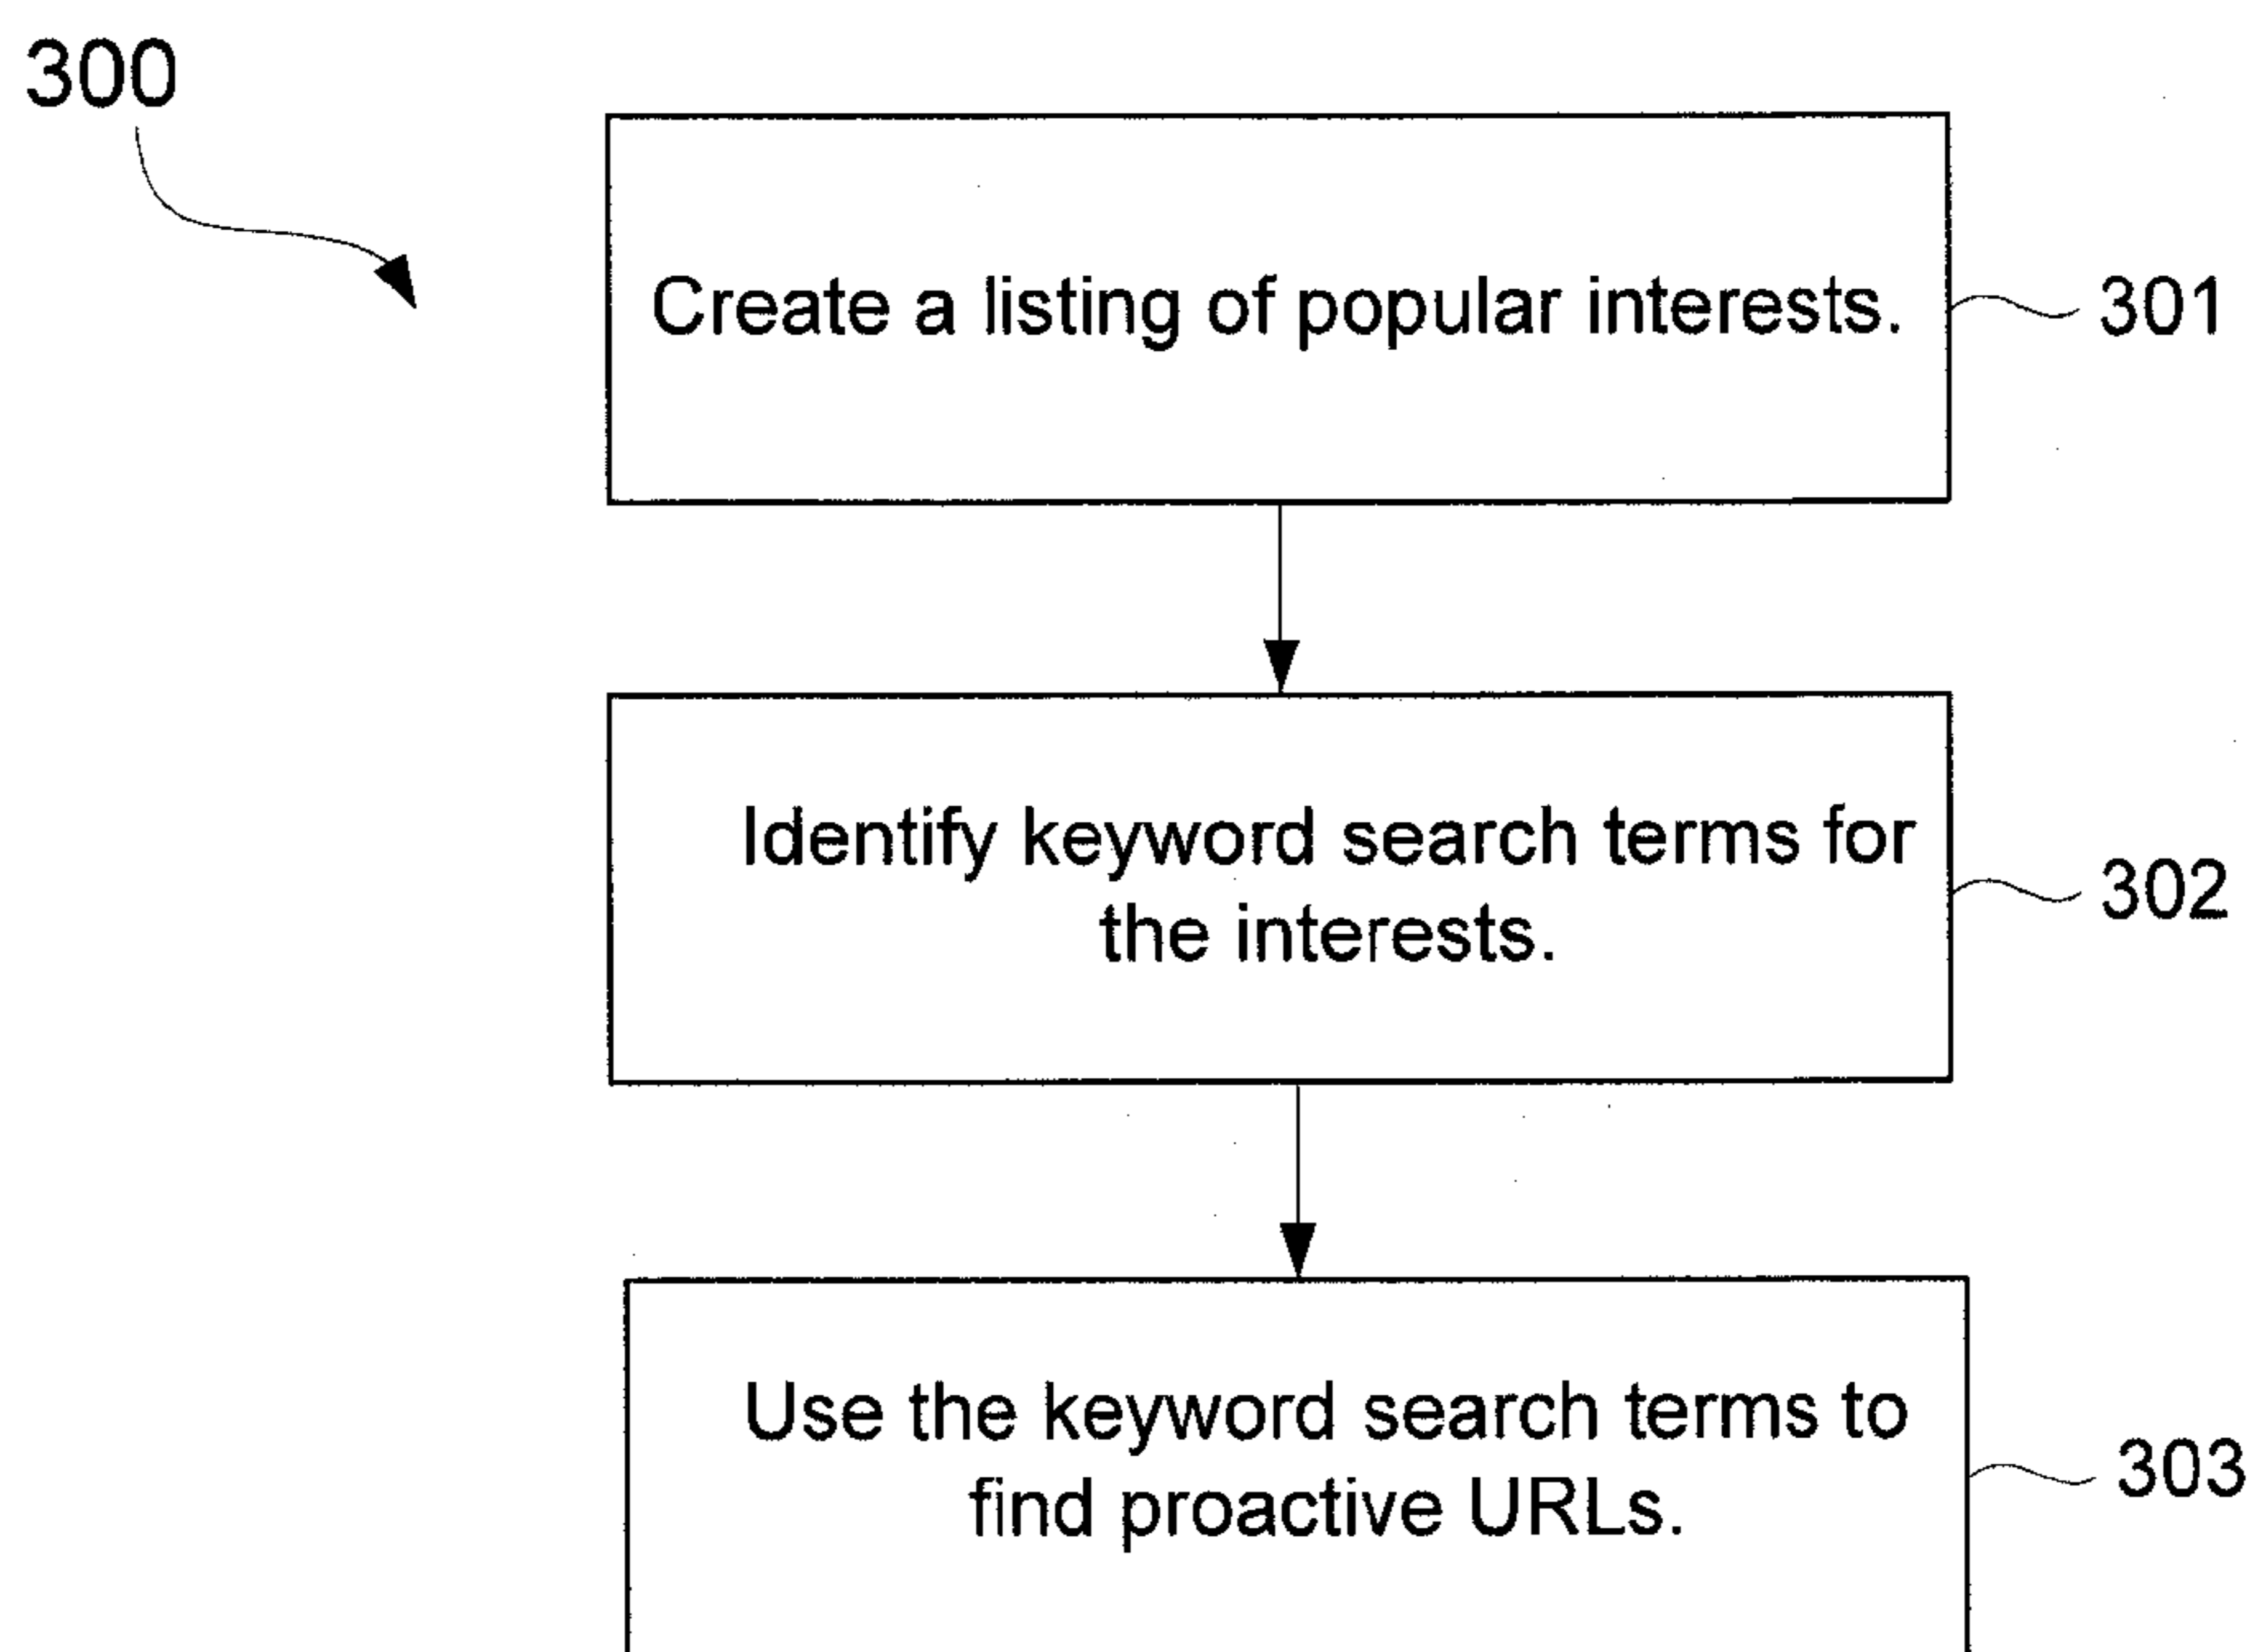 300
Create a listing of popular interests.
301
Identify keyword search terms for
the interests.
302
Use the keyword search terms to
find proactive URLs.
303